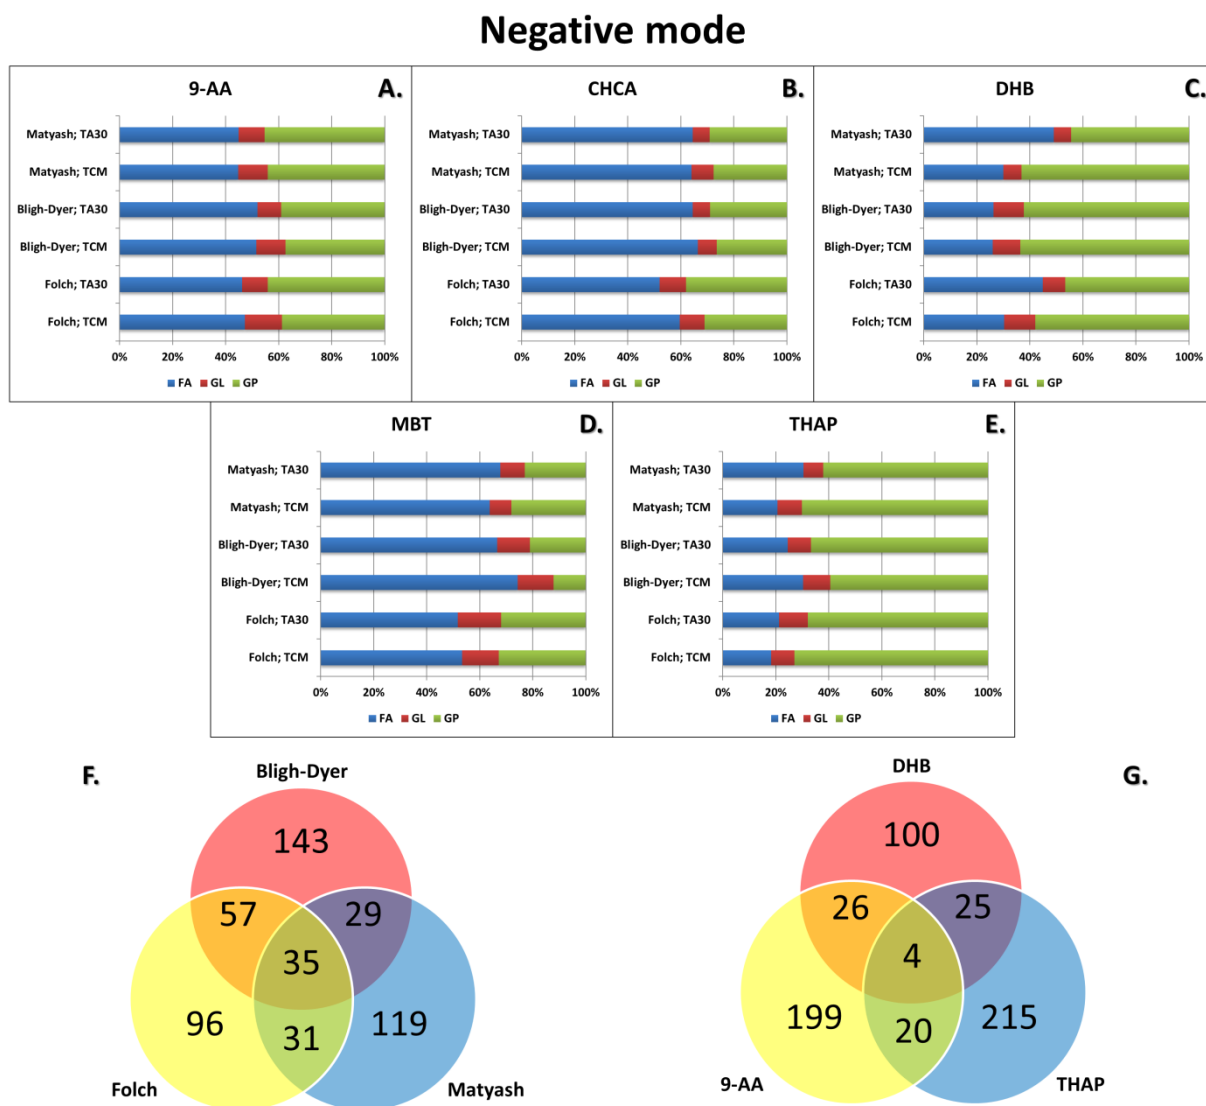 Negative mode
9-AA
A.
Matyash; TA30
Matyash; TCM
Bligh-Dyer; TA30
Bligh-Dyer; TCM
Folch; TA30
Folch; TCM
0% 20% 40% 60% 80% 100%
FA GL GP
CHCA
B.
Matyash; TA30
Matyash; TCM
Bligh-Dyer; TA30
Bligh-Dyer; TCM
Folch; TA30
Folch; TCM
0% 20% 40% 60% 80% 100%
FA GL GP
DHB
C.
Matyash; TA30
Matyash; TCM
Bligh-Dyer; TA30
Bligh-Dyer; TCM
Folch; TA30
Folch; TCM
0% 20% 40% 60% 80% 100%
FA GL GP
MBT
D.
Matyash; TA30
Matyash; TCM
Bligh-Dyer; TA30
Bligh-Dyer; TCM
Folch; TA30
Folch; TCM
0% 20% 40% 60% 80% 100%
FA GL GP
THAP
E.
Matyash; TA30
Matyash; TCM
Bligh-Dyer; TA30
Bligh-Dyer; TCM
Folch; TA30
Folch; TCM
0% 20% 40% 60% 80% 100%
FA GL GP
F.
Bligh-Dyer
143
57 29
35
96 31 119
Folch Matyash
DHB
G.
100
26 25
4
199 20 215
9-AA THAP